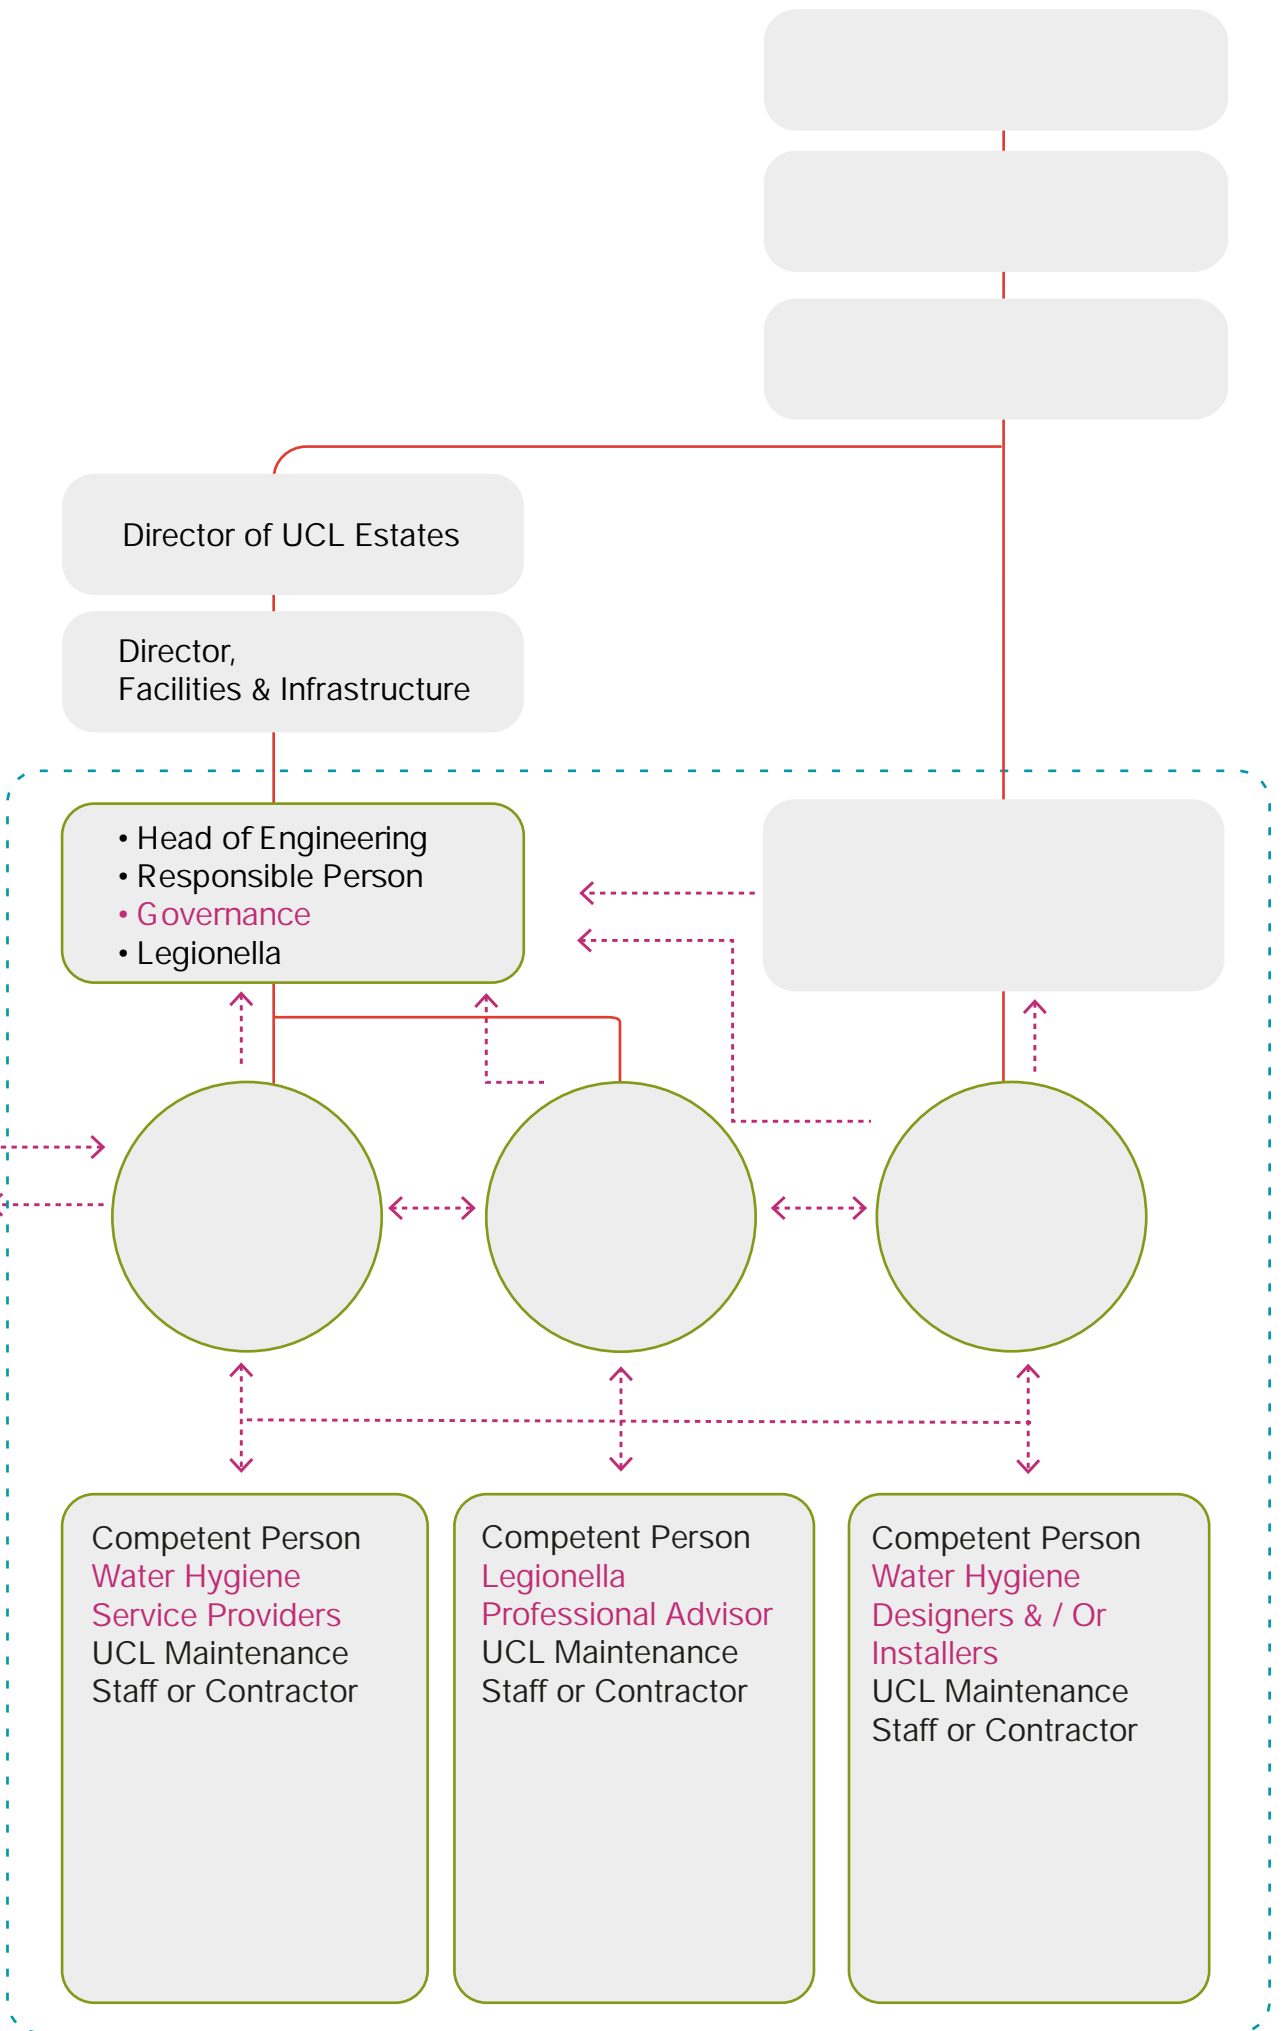 Director of UCL Estates
Director,
Facilities & Infrastructure
• Head of Engineering
• Responsible Person
• Governance
• Legionella
Competent Person
Water Hygiene
Service Providers
UCL Maintenance
Staff or Contractor
Competent Person
Legionella
Professional Advisor
UCL Maintenance
Staff or Contractor
Competent Person
Water Hygiene
Designers & / Or
Installers
UCL Maintenance
Staff or Contractor